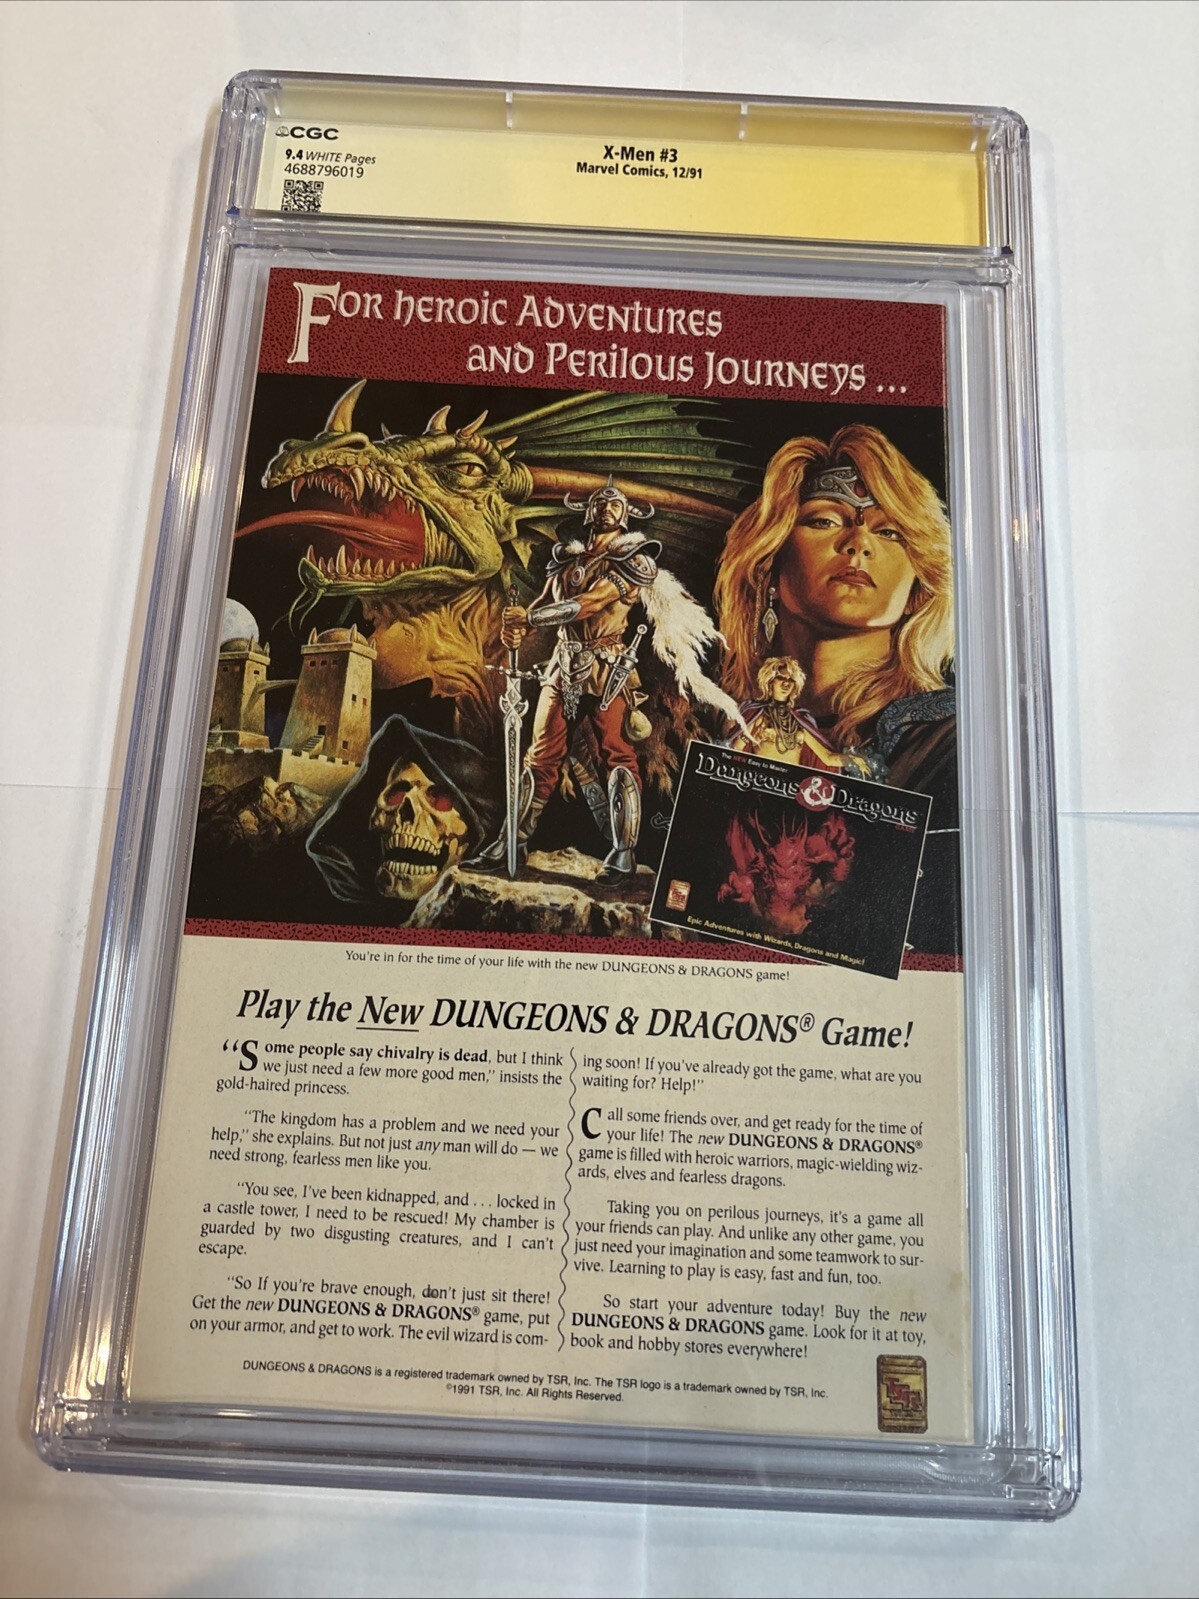 CGC
9.4 WHITE Pages
4688796019
X-Men #3
Marvel Comics, 12/91
For heroic Adventures
and Perilous Journeys ...
The NEW Easy to Master
Dungeons & Dragons
GAME
Epic Adventures with Wizards, Dragons and Magic!
You're in for the time of your life with the new DUNGEONS & DRAGONS game!
Play the New DUNGEONS & DRAGONS® Game!
“Some people say chivalry is dead, but I think
we just need a few more good men,” insists the
gold-haired princess.
“The kingdom has a problem and we need your
help,” she explains. But not just any man will do — we
need strong, fearless men like you.
“You see, I've been kidnapped, and . . . locked in
a castle tower, I need to be rescued! My chamber is
guarded by two disgusting creatures, and I can't
escape.
“So If you're brave enough, don't just sit there!
Get the new DUNGEONS & DRAGONS® game, put
on your armor, and get to work. The evil wizard is com-
ing soon! If you've already got the game, what are you
waiting for? Help!”
Call some friends over, and get ready for the time of
your life! The new DUNGEONS & DRAGONS®
game is filled with heroic warriors, magic-wielding wiz-
ards, elves and fearless dragons.
Taking you on perilous journeys, it's a game all
your friends can play. And unlike any other game, you
just need your imagination and some teamwork to sur-
vive. Learning to play is easy, fast and fun, too.
So start your adventure today! Buy the new
DUNGEONS & DRAGONS game. Look for it at toy,
book and hobby stores everywhere!
DUNGEONS & DRAGONS is a registered trademark owned by TSR, Inc. The TSR logo is a trademark owned by TSR, Inc.
©1991 TSR, Inc. All Rights Reserved.
TSR